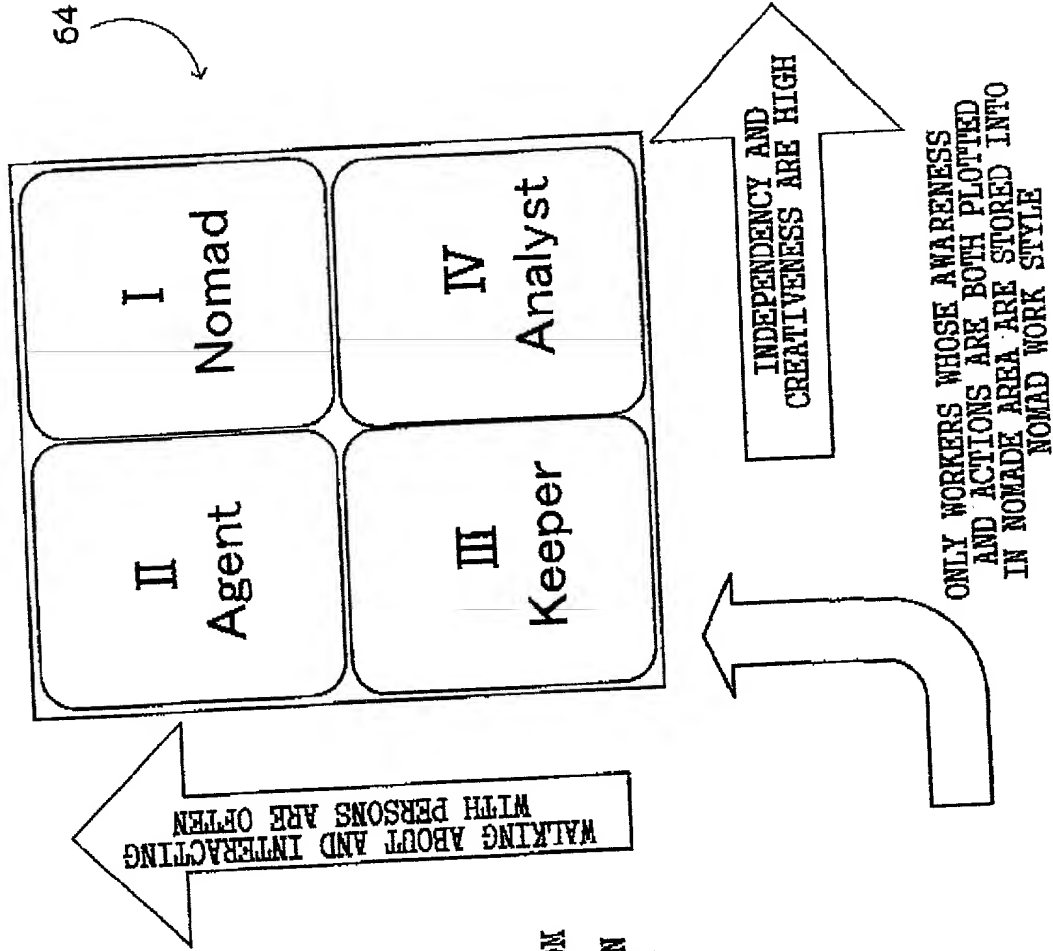 64
I
Nomad
II
Agent
III
Keeper
IV
Analyst
WALKING ABOUT AND INTERACTING
WITH PERSONS ARE OFTEN
INDEPENDENCY AND
CREATIVENESS ARE HIGH
ONLY WORKERS WHOSE AWARENESS
AND ACTIONS ARE BOTH PLOTTED
IN NOMADE AREA ARE STORED INTO
NOMAD WORK STYLE